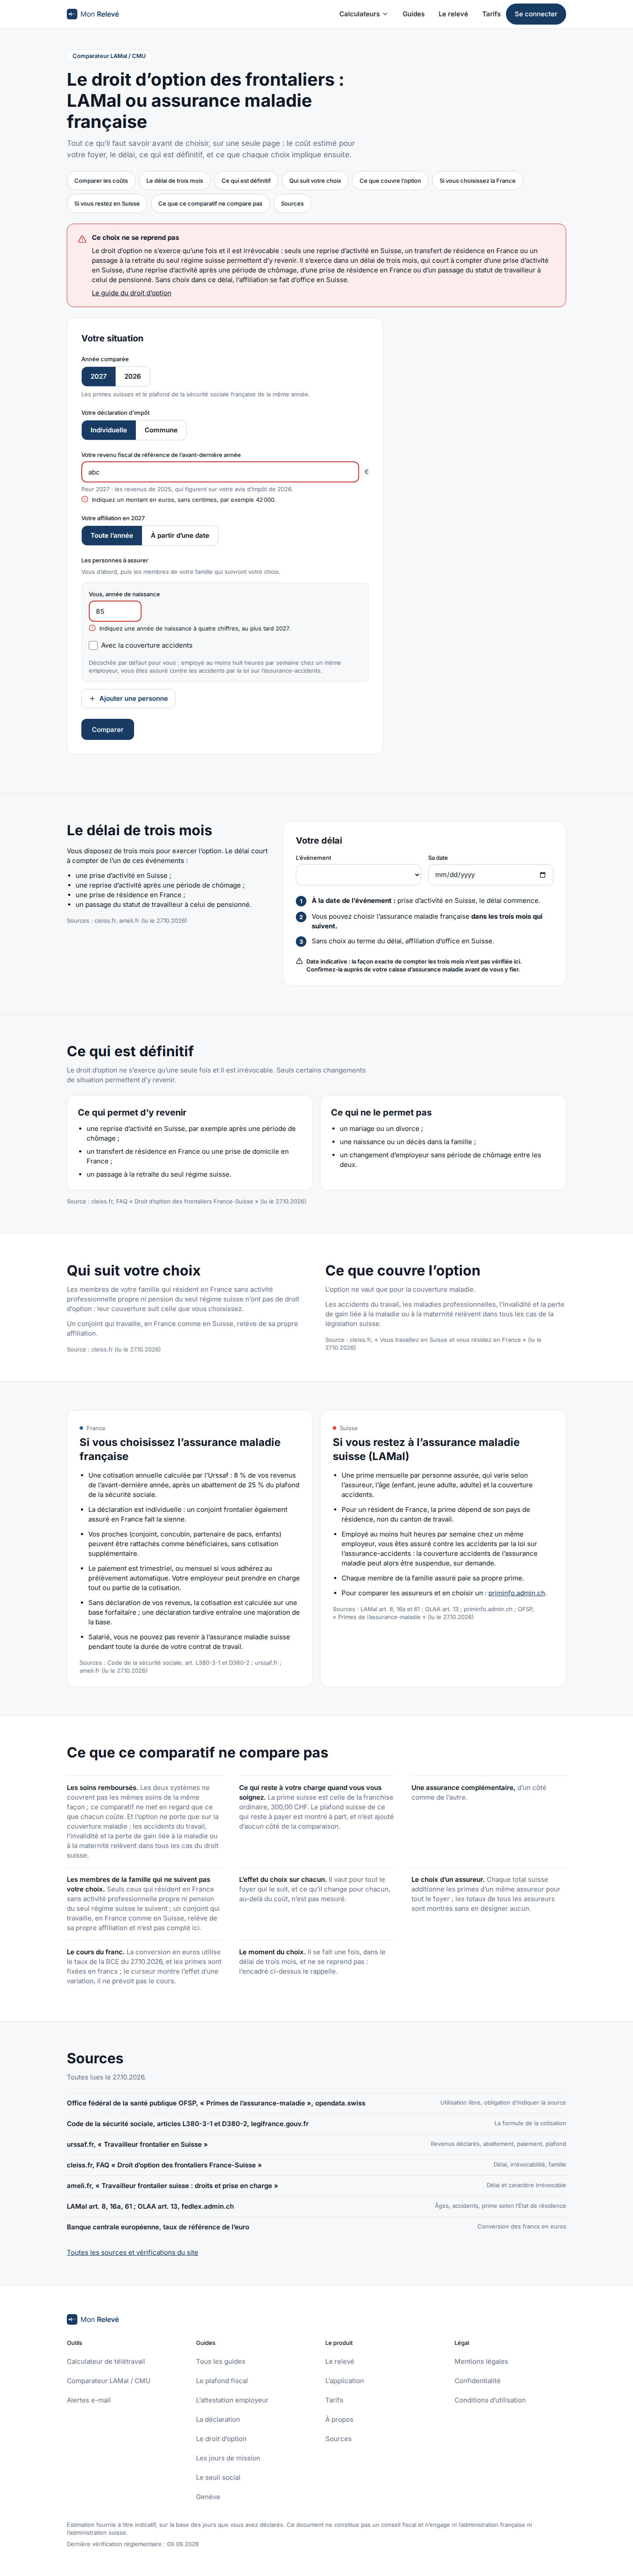 Mon Relevé
Calculateurs
Guides
Le relevé
Tarifs
Se connecter
Comparateur LAMal / CMU
Le droit d’option des frontaliers :
LAMal ou assurance maladie
française
Tout ce qu’il faut savoir avant de choisir, sur une seule page : le coût estimé pour
votre foyer, le délai, ce qui est définitif, et ce que chaque choix implique ensuite.
Comparer les coûts
Le délai de trois mois
Ce qui est définitif
Qui suit votre choix
Ce que couvre l’option
Si vous choisissez la France
Si vous restez en Suisse
Ce que ce comparatif ne compare pas
Sources
Ce choix ne se reprend pas
Le droit d’option ne s’exerce qu’une fois et il est irrévocable : seuls une reprise d’activité en Suisse, un transfert de résidence en France ou un
passage à la retraite du seul régime suisse permettent d’y revenir. Il s’exerce dans un délai de trois mois, qui court à compter d’une prise d’activité
en Suisse, d’une reprise d’activité après une période de chômage, d’une prise de résidence en France ou d’un passage du statut de travailleur à
celui de pensionné. Sans choix dans ce délai, l’affiliation se fait d’office en Suisse.
Le guide du droit d’option
Votre situation
Année comparée
2027
2026
Les primes suisses et le plafond de la sécurité sociale française de la même année.
Votre déclaration d’impôt
Individuelle
Commune
Votre revenu fiscal de référence de l’avant-dernière année
abc
€
Pour 2027 : les revenus de 2025, qui figurent sur votre avis d’impôt de 2026.
Indiquez un montant en euros, sans centimes, par exemple 42 000.
Votre affiliation en 2027
Toute l’année
À partir d’une date
Les personnes à assurer
Vous d’abord, puis les membres de votre famille qui suivront votre choix.
Vous, année de naissance
85
Indiquez une année de naissance à quatre chiffres, au plus tard 2027.
Avec la couverture accidents
Décochée par défaut pour vous : employé au moins huit heures par semaine chez un même
employeur, vous êtes assuré contre les accidents par la loi sur l’assurance-accidents.
Ajouter une personne
Comparer
Le délai de trois mois
Vous disposez de trois mois pour exercer l’option. Le délai court
à compter de l’un de ces événements :
• une prise d’activité en Suisse ;
• une reprise d’activité après une période de chômage ;
• une prise de résidence en France ;
• un passage du statut de travailleur à celui de pensionné.
Sources : cleiss.fr, ameli.fr (lu le 27.10.2026)
Votre délai
L’événement
Sa date
mm/dd/yyyy
1 À la date de l’événement : prise d’activité en Suisse, le délai commence.
2 Vous pouvez choisir l’assurance maladie française dans les trois mois qui
suivent.
3 Sans choix au terme du délai, affiliation d’office en Suisse.
Date indicative : la façon exacte de compter les trois mois n’est pas vérifiée ici.
Confirmez-la auprès de votre caisse d’assurance maladie avant de vous y fier.
Ce qui est définitif
Le droit d’option ne s’exerce qu’une seule fois et il est irrévocable. Seuls certains changements
de situation permettent d’y revenir.
Ce qui permet d’y revenir
• une reprise d’activité en Suisse, par exemple après une période de
chômage ;
• un transfert de résidence en France ou une prise de domicile en
France ;
• un passage à la retraite du seul régime suisse.
Ce qui ne le permet pas
• un mariage ou un divorce ;
• une naissance ou un décès dans la famille ;
• un changement d’employeur sans période de chômage entre les
deux.
Source : cleiss.fr, FAQ « Droit d’option des frontaliers France-Suisse » (lu le 27.10.2026)
Qui suit votre choix
Les membres de votre famille qui résident en France sans activité
professionnelle propre ni pension du seul régime suisse n’ont pas de droit
d’option : leur couverture suit celle que vous choisissez.
Un conjoint qui travaille, en France comme en Suisse, relève de sa propre
affiliation.
Source : cleiss.fr (lu le 27.10.2026)
Ce que couvre l’option
L’option ne vaut que pour la couverture maladie.
Les accidents du travail, les maladies professionnelles, l’invalidité et la perte
de gain liée à la maladie ou à la maternité relèvent dans tous les cas de la
législation suisse.
Source : cleiss.fr, « Vous travaillez en Suisse et vous résidez en France » (lu le
27.10.2026)
France
Si vous choisissez l’assurance maladie
française
• Une cotisation annuelle calculée par l’Urssaf : 8 % de vos revenus
de l’avant-dernière année, après un abattement de 25 % du plafond
de la sécurité sociale.
• La déclaration est individuelle : un conjoint frontalier également
assuré en France fait la sienne.
• Vos proches (conjoint, concubin, partenaire de pacs, enfants)
peuvent être rattachés comme bénéficiaires, sans cotisation
supplémentaire.
• Le paiement est trimestriel, ou mensuel si vous adhérez au
prélèvement automatique. Votre employeur peut prendre en charge
tout ou partie de la cotisation.
• Sans déclaration de vos revenus, la cotisation est calculée sur une
base forfaitaire ; une déclaration tardive entraîne une majoration de
la base.
• Salarié, vous ne pouvez pas revenir à l’assurance maladie suisse
pendant toute la durée de votre contrat de travail.
Sources : Code de la sécurité sociale, art. L380-3-1 et D380-2 ; urssaf.fr ;
ameli.fr (lu le 27.10.2026)
Suisse
Si vous restez à l’assurance maladie
suisse (LAMal)
• Une prime mensuelle par personne assurée, qui varie selon
l’assureur, l’âge (enfant, jeune adulte, adulte) et la couverture
accidents.
• Pour un résident de France, la prime dépend de son pays de
résidence, non du canton de travail.
• Employé au moins huit heures par semaine chez un même
employeur, vous êtes assuré contre les accidents par la loi sur
l’assurance-accidents : la couverture accidents de l’assurance
maladie peut alors être suspendue, sur demande.
• Chaque membre de la famille assuré paie sa propre prime.
• Pour comparer les assureurs et en choisir un : priminfo.admin.ch.
Sources : LAMal art. 8, 16a et 61 ; OLAA art. 13 ; priminfo.admin.ch ; OFSP,
« Primes de l’assurance-maladie » (lu le 27.10.2026)
Ce que ce comparatif ne compare pas
Les soins remboursés. Les deux systèmes ne
couvrent pas les mêmes soins de la même
façon ; ce comparatif ne met en regard que ce
que chacun coûte. Et l’option ne porte que sur la
couverture maladie : les accidents du travail,
l’invalidité et la perte de gain liée à la maladie ou
à la maternité relèvent dans tous les cas du droit
suisse.
Ce qui reste à votre charge quand vous vous
soignez. La prime suisse est celle de la franchise
ordinaire, 300,00 CHF. Le plafond suisse de ce
qui reste à payer est montré à part, et n’est ajouté
d’aucun côté de la comparaison.
Une assurance complémentaire, d’un côté
comme de l’autre.
Les membres de la famille qui ne suivent pas
votre choix. Seuls ceux qui résident en France
sans activité professionnelle propre ni pension
du seul régime suisse le suivent ; un conjoint qui
travaille, en France comme en Suisse, relève de
sa propre affiliation et n’est pas compté ici.
L’effet du choix sur chacun. Il vaut pour tout le
foyer qui le suit, et ce qu’il change pour chacun,
au-delà du coût, n’est pas mesuré.
Le choix d’un assureur. Chaque total suisse
additionne les primes d’un même assureur pour
tout le foyer ; les totaux de tous les assureurs
sont montrés sans en désigner aucun.
Le cours du franc. La conversion en euros utilise
le taux de la BCE du 27.10.2026, et les primes sont
fixées en francs ; le curseur montre l’effet d’une
variation, il ne prévoit pas le cours.
Le moment du choix. Il se fait une fois, dans le
délai de trois mois, et ne se reprend pas :
l’encadré ci-dessus le rappelle.
Sources
Toutes lues le 27.10.2026.
Office fédéral de la santé publique OFSP, « Primes de l’assurance-maladie », opendata.swiss
Utilisation libre, obligation d’indiquer la source
Code de la sécurité sociale, articles L380-3-1 et D380-2, legifrance.gouv.fr
La formule de la cotisation
urssaf.fr, « Travailleur frontalier en Suisse »
Revenus déclarés, abattement, paiement, plafond
cleiss.fr, FAQ « Droit d’option des frontaliers France-Suisse »
Délai, irrévocabilité, famille
ameli.fr, « Travailleur frontalier suisse : droits et prise en charge »
Délai et caractère irrévocable
LAMal art. 8, 16a, 61 ; OLAA art. 13, fedlex.admin.ch
Âges, accidents, prime selon l’État de résidence
Banque centrale européenne, taux de référence de l’euro
Conversion des francs en euros
Toutes les sources et vérifications du site
Mon Relevé
Outils
Calculateur de télétravail
Comparateur LAMal / CMU
Alertes e-mail
Guides
Tous les guides
Le plafond fiscal
L’attestation employeur
La déclaration
Le droit d’option
Les jours de mission
Le seuil social
Genève
Le produit
Le relevé
L’application
Tarifs
À propos
Sources
Légal
Mentions légales
Confidentialité
Conditions d’utilisation
Estimation fournie à titre indicatif, sur la base des jours que vous avez déclarés. Ce document ne constitue pas un conseil fiscal et n’engage ni l’administration française ni
l’administration suisse.
Dernière vérification réglementaire : 09.09.2026